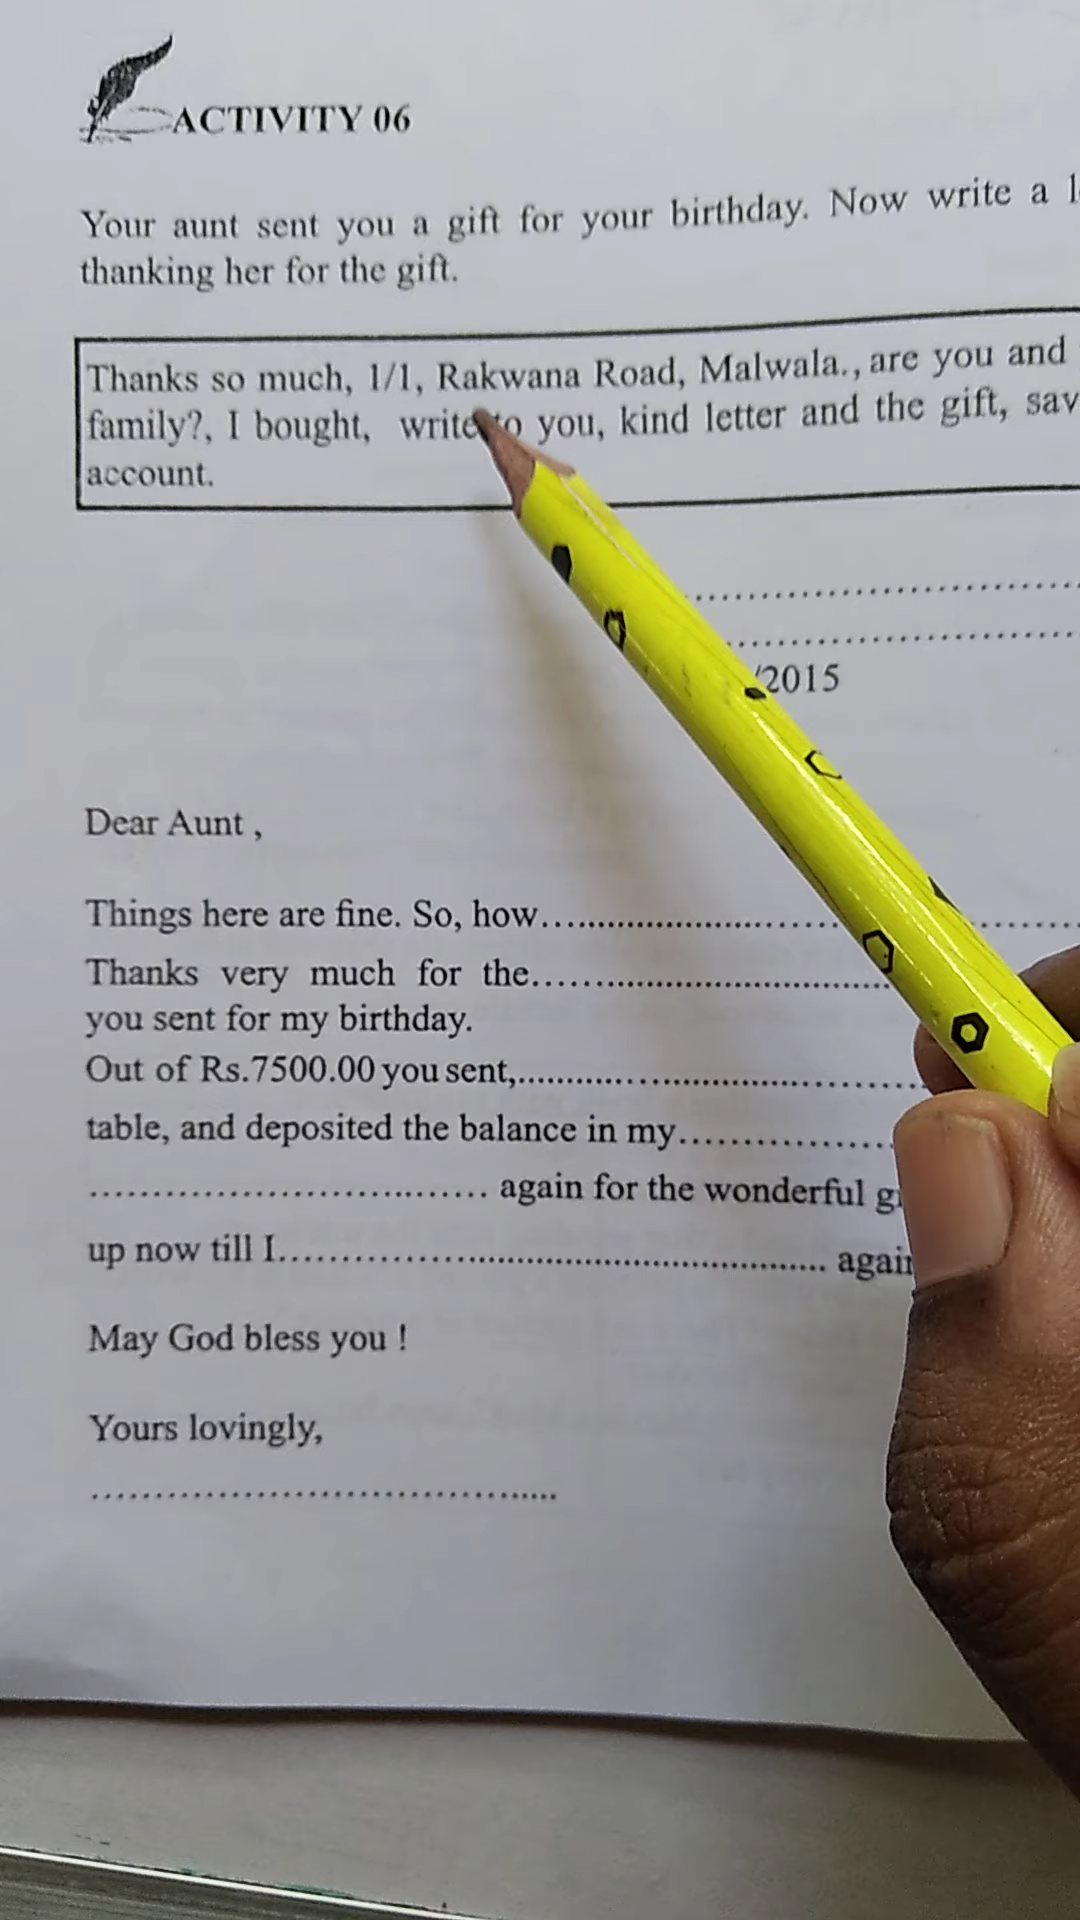 ACTIVITY 06
Your aunt sent you a gift for your birthday. Now write a
thanking her for the gift.
Thanks so much, 1/1, Rakwana Road, Malwala., are you and
family?, I bought, write to you, kind letter and the gift,
account.
....................................
....................................
/2015
Dear Aunt ,
Things here are fine. So, how....................................
Thanks very much for the....................................
you sent for my birthday.
Out of Rs.7500.00 you sent,....................................
table, and deposited the balance in my....................
.................................... again for the wonderful
up now till I....................................................
May God bless you !
Yours lovingly,
....................................